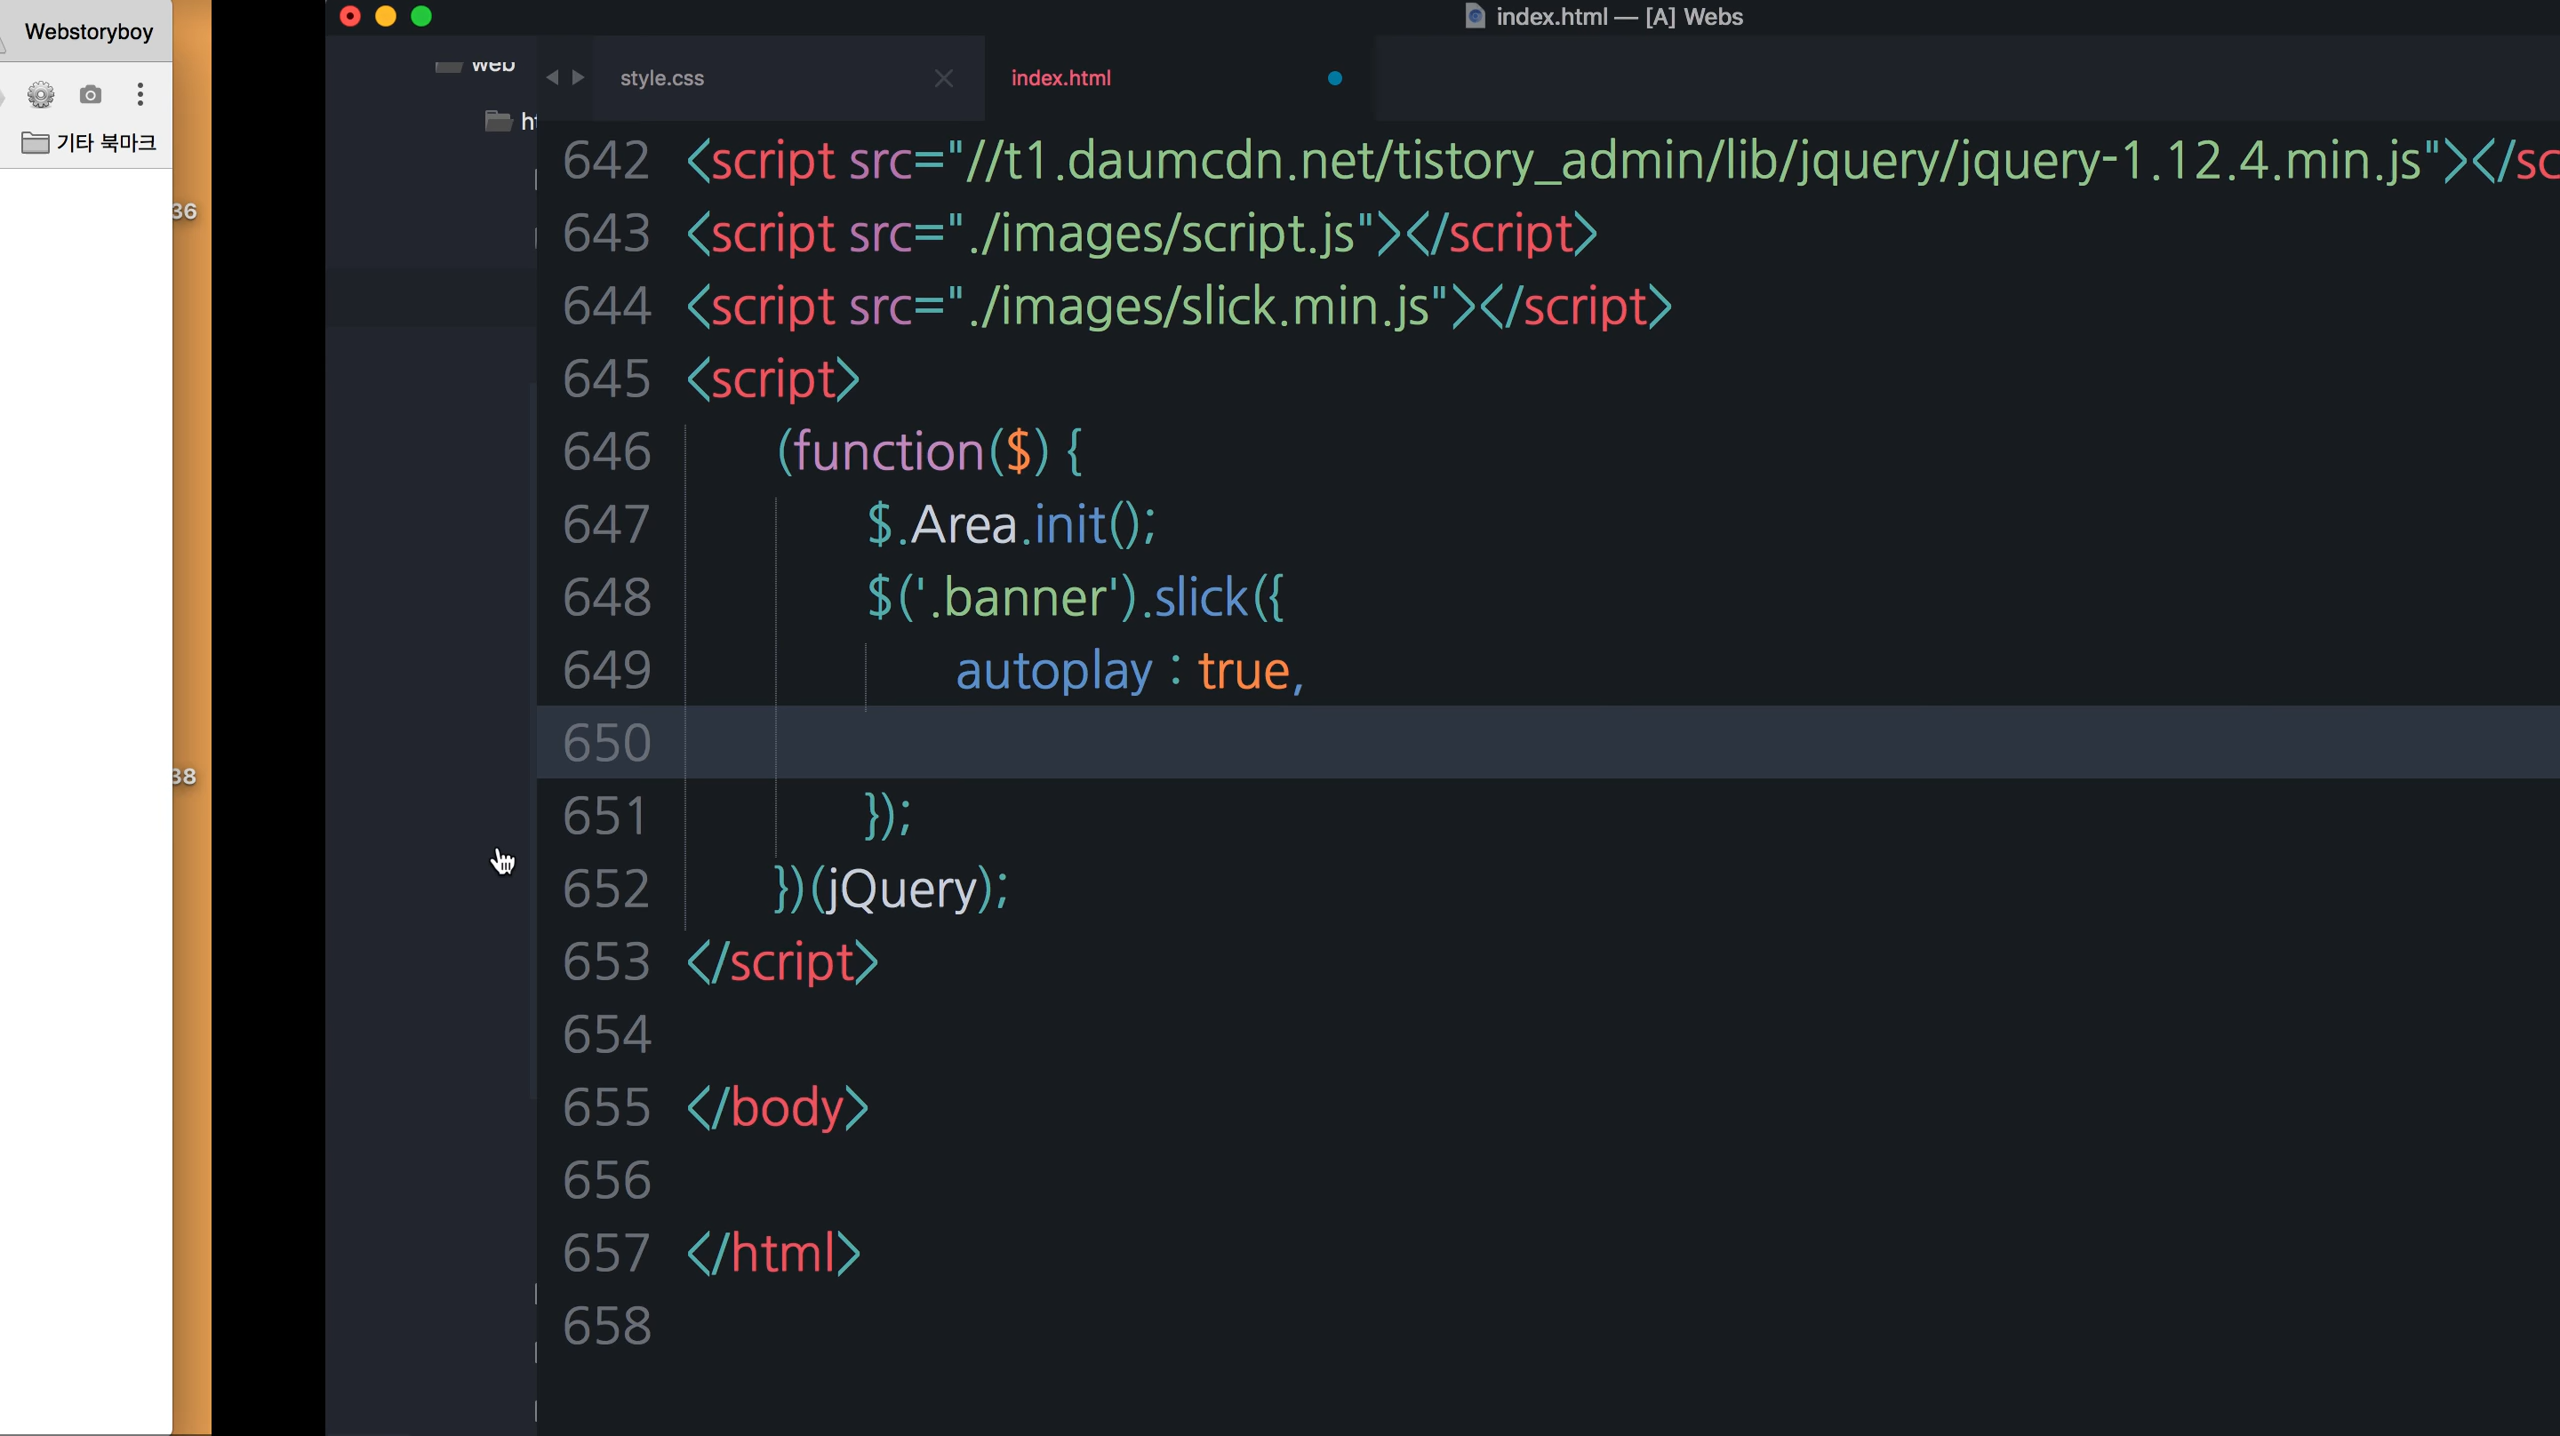 Webstoryboy
기타 북마크
36
38
index.html — [A] Webs
web
style.css
index.html
642 <script src="//t1.daumcdn.net/tistory_admin/lib/jquery/jquery-1.12.4.min.js"></sc
643 <script src="./images/script.js"></script>
644 <script src="./images/slick.min.js"></script>
645 <script>
646 (function($) {
647 $.Area.init();
648 $('.banner').slick({
649 autoplay : true,
650
651 });
652 })(jQuery);
653 </script>
654
655 </body>
656
657 </html>
658